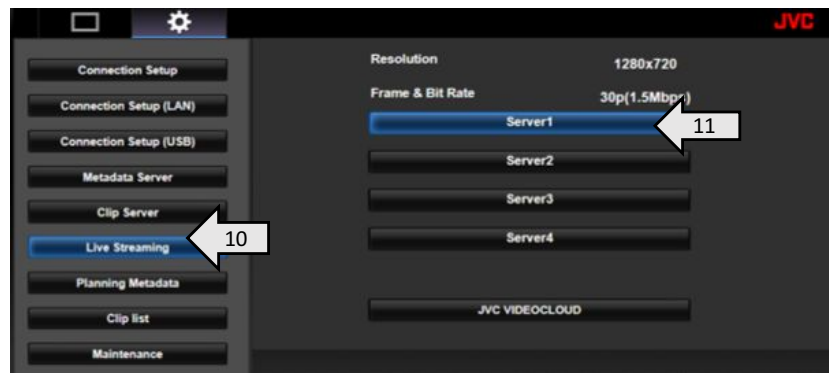 JVC
Connection Setup
Connection Setup (LAN)
Connection Setup (USB)
Metadata Server
Clip Server
Live Streaming
10
Planning Metadata
Clip list
Maintenance
Resolution 1280x720
Frame & Bit Rate 30p(1.5Mbps)
Server1
11
Server2
Server3
Server4
JVC VIDEOCLOUD